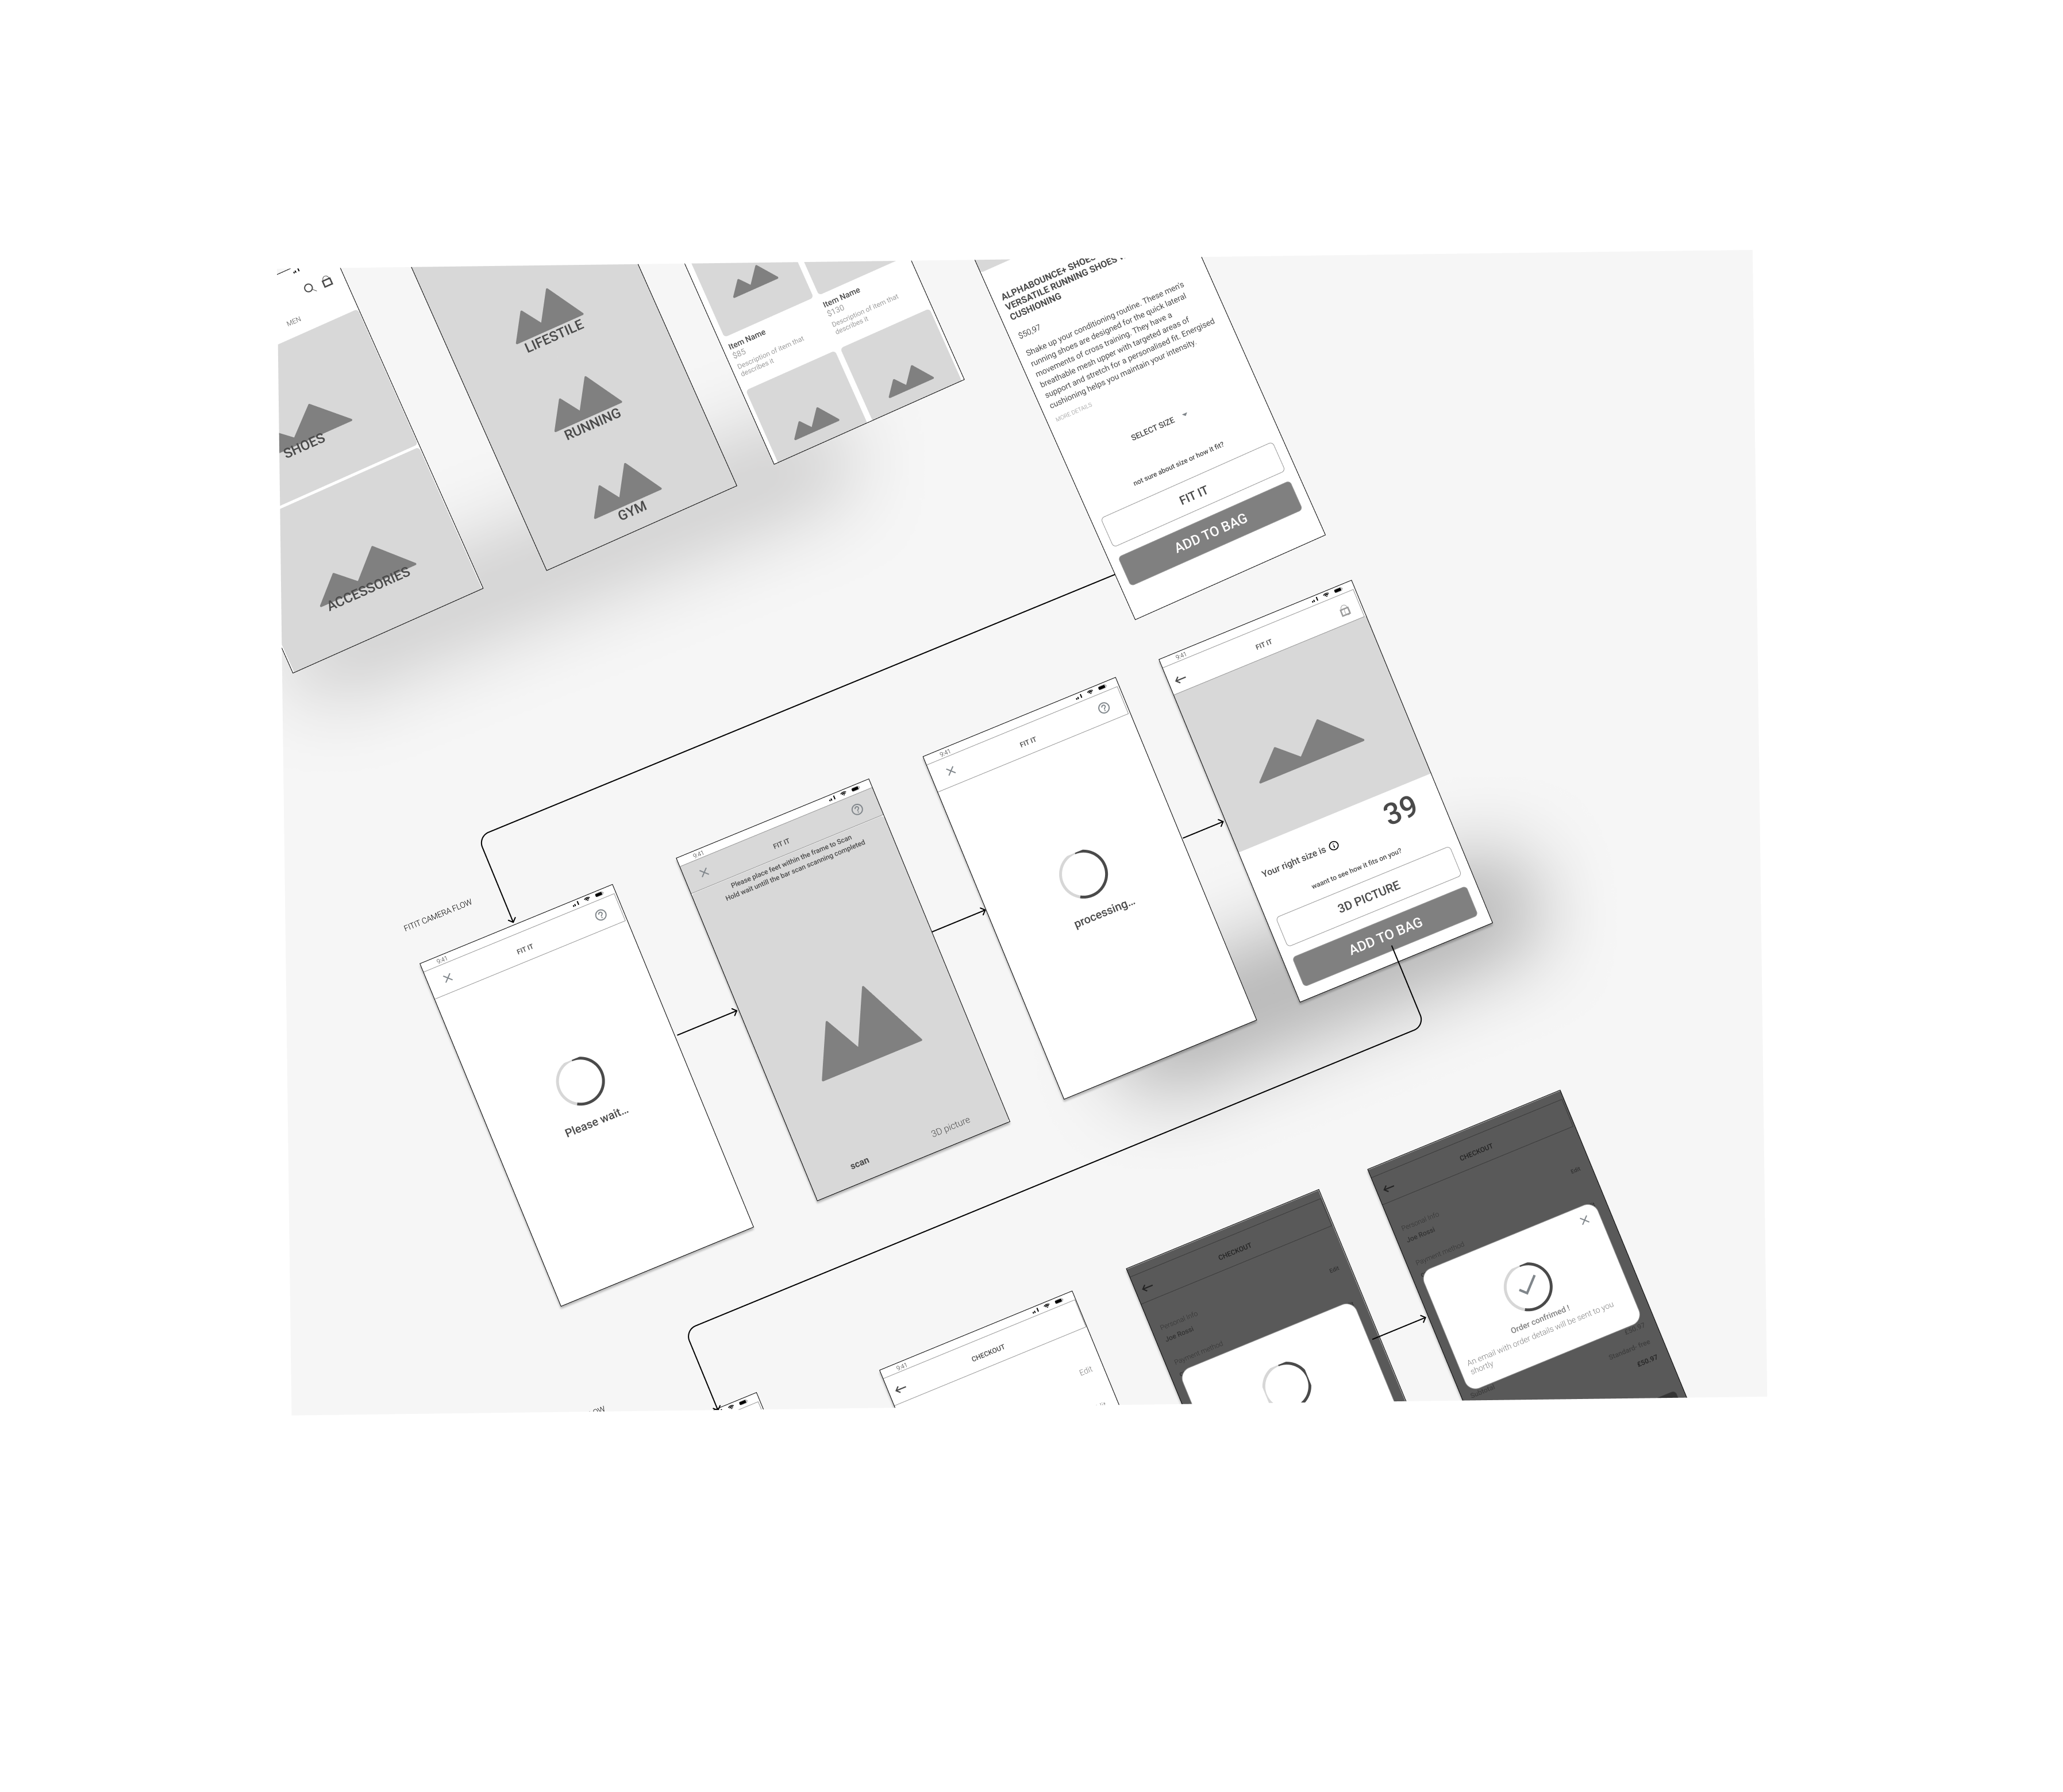 MEN
SHOES
ACCESSORIES
LIFESTILE
RUNNING
GYM
Item Name
$85
Description of item that
describes it
Item Name
$130
Description of item that
describes it
ALPHABOUNCE+ SHOES
VERSATILE RUNNING SHOES
CUSHIONING
$50,97
Shake up your conditioning routine. These men's
running shoes are designed for the quick lateral
movements of cross training. They have a
breathable mesh upper with targeted areas of
support and stretch for a personalised fit. Energised
cushioning helps you maintain your intensity.
MORE DETAILS
SELECT SIZE
not sure about size or how it fit?
FIT IT
ADD TO BAG
FITIT CAMERA FLOW
9:41
FIT IT
Please wait...
9:41
FIT IT
Please place feet within the frame to Scan
Hold wait untill the bar scan scanning completed
scan
3D picture
9:41
FIT IT
processing...
9:41
FIT IT
39
Your right size is
waant to see how it fits on you?
3D PICTURE
ADD TO BAG
9:41
CHECKOUT
Edit
CHECKOUT
Edit
Personal info
Joe Rossi
Payment method
CHECKOUT
Edit
Personal info
Joe Rossi
Payment method
Order confrimed !
An email with order details will be sent to you
shortly
Standard: free
£50.97